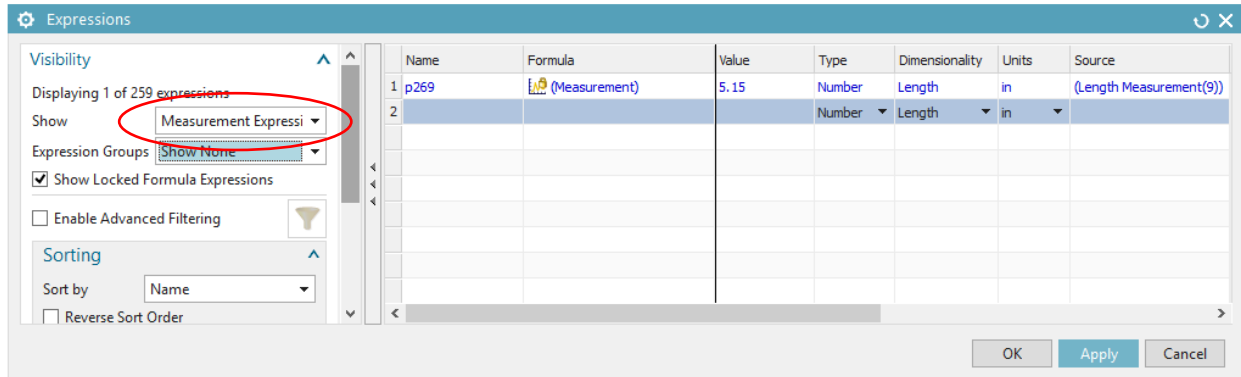 Expressions
Visibility
Displaying 1 of 259 expressions
Show Measurement Expressi
Expression Groups Show None
Show Locked Formula Expressions
Enable Advanced Filtering
Sorting
Sort by Name
Reverse Sort Order
Name Formula Value Type Dimensionality Units Source
1 p269 (Measurement) 5.15 Number Length in (Length Measurement(9))
2 Number Length in
OK Apply Cancel